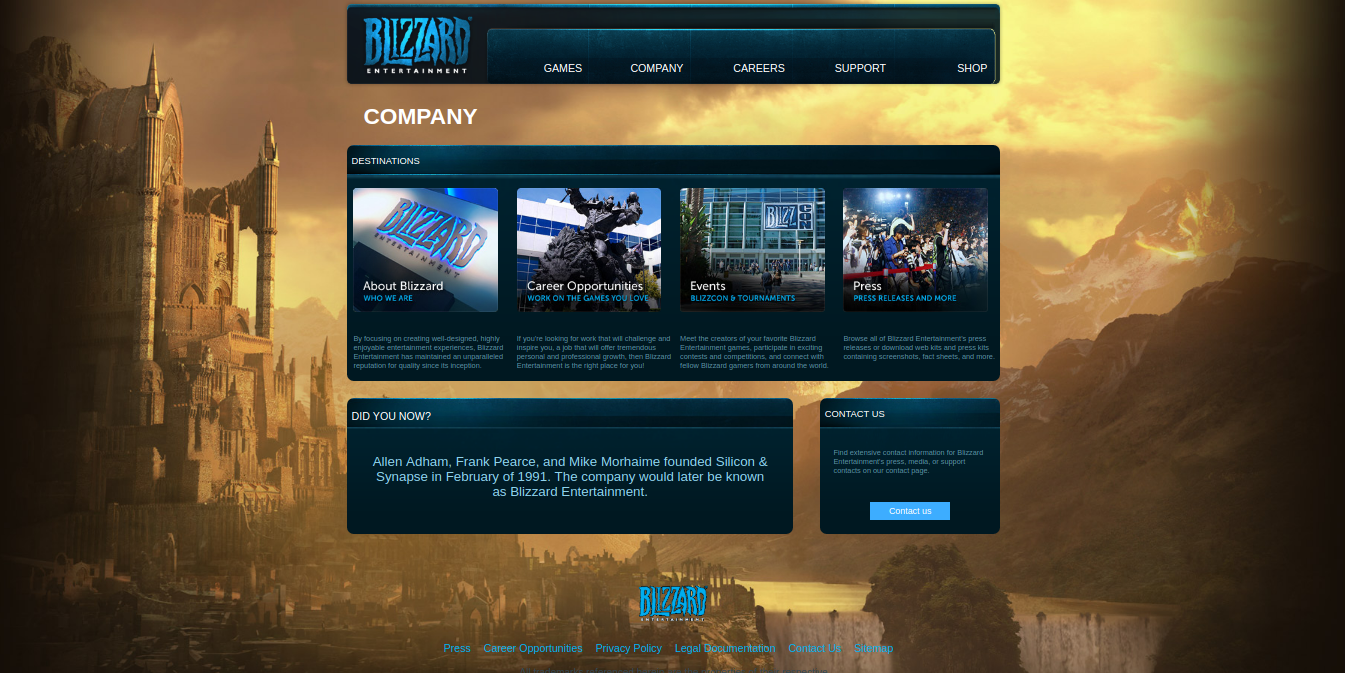 BLIZZARD
ENTERTAINMENT
GAMES COMPANY CAREERS SUPPORT SHOP
COMPANY
DESTINATIONS
BLIZZARD
ENTERTAINMENT
About Blizzard
WHO WE ARE
Career Opportunities
WORK ON THE GAMES YOU LOVE
BLIZZ
CON
Events
BLIZZCON & TOURNAMENTS
Press
PRESS RELEASES AND MORE
By focusing on creating well-designed, highly
enjoyable entertainment experiences, Blizzard
Entertainment has maintained an unparalleled
reputation for quality since its inception.
If you're looking for work that will challenge and
inspire you, a job that will offer tremendous
personal and professional growth, then Blizzard
Entertainment is the right place for you!
Meet the creators of your favorite Blizzard
Entertainment games, participate in exciting
contests and competitions, and connect with
fellow Blizzard gamers from around the world.
Browse all of Blizzard Entertainment's press
releases or download web kits and press kits
containing screenshots, fact sheets, and more.
DID YOU NOW?
Allen Adham, Frank Pearce, and Mike Morhaime founded Silicon &
Synapse in February of 1991. The company would later be known
as Blizzard Entertainment.
CONTACT US
Find extensive contact information for Blizzard
Entertainment's press, media, or support
contacts on our contact page.
Contact us
BLIZZARD
ENTERTAINMENT
Press Career Opportunities Privacy Policy Legal Documentation Contact Us Sitemap